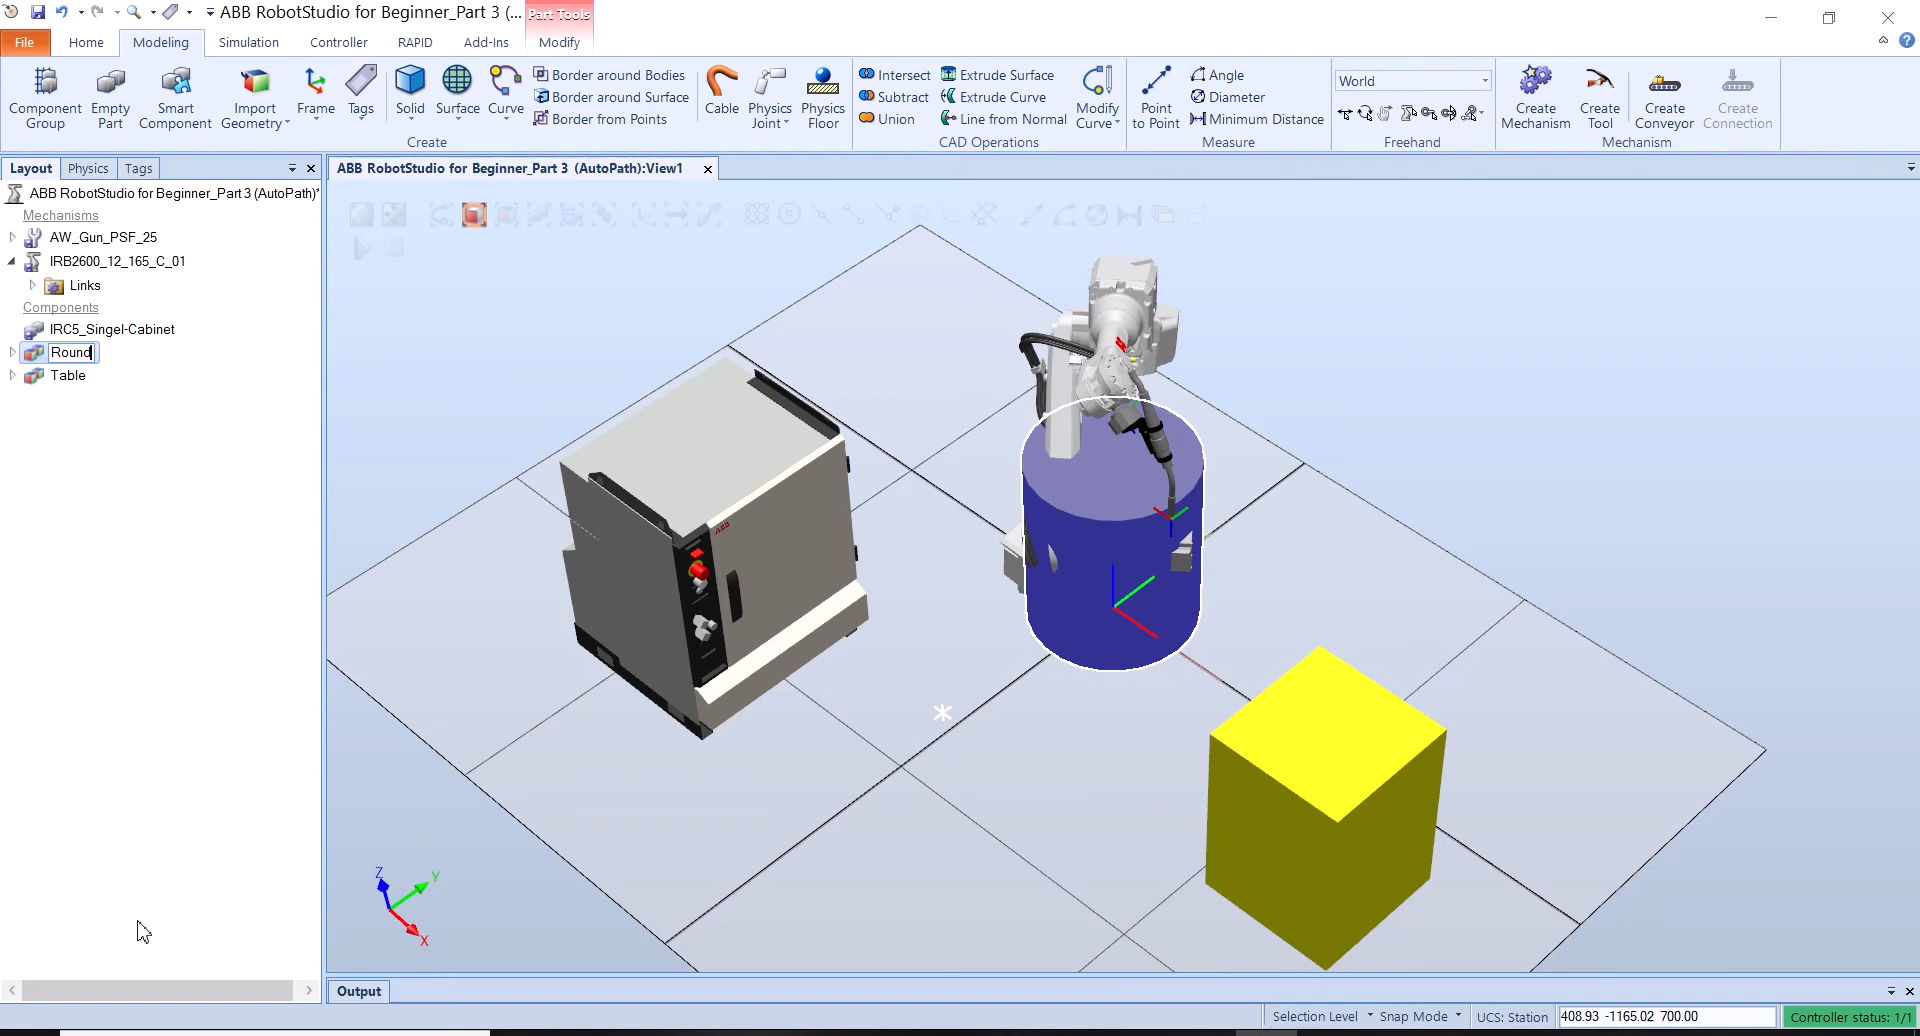 ABB RobotStudio for Beginner_Part 3 (...
Part Tools
File
Home
Modeling
Simulation
Controller
RAPID
Add-Ins
Modify
Component Group
Empty Part
Smart Component
Import Geometry
Frame
Tags
Solid
Surface
Curve
Border around Bodies
Border around Surface
Border from Points
Create
Cable
Physics Joint
Physics Floor
Intersect
Subtract
Union
Extrude Surface
Extrude Curve
Line from Normal
Modify Curve
CAD Operations
Point to Point
Angle
Diameter
Minimum Distance
Measure
World
Freehand
Create Mechanism
Create Tool
Create Conveyor
Create Connection
Mechanism
Layout
Physics
Tags
ABB RobotStudio for Beginner_Part 3 (AutoPath):View1
ABB RobotStudio for Beginner_Part 3 (AutoPath)*
Mechanisms
AW_Gun_PSF_25
IRB2600_12_165_C_01
Links
Components
IRC5_Singel-Cabinet
Round
Table
ABB
Z
Y
X
Output
Selection Level
Snap Mode
UCS: Station
408.93 -1165.02 700.00
Controller status: 1/1